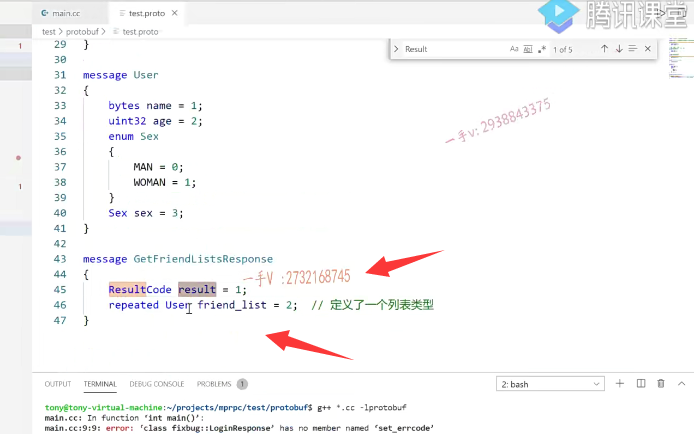 main.cc
test.proto
腾讯课堂
test > protobuf > test.proto
Result
Aa
Ab
1 of 5
29 }
30
31 message User
32 {
33 bytes name = 1;
34 uint32 age = 2;
35 enum Sex
36 {
37 MAN = 0;
38 WOMAN = 1;
39 }
40 Sex sex = 3;
41 }
42
43 message GetFriendListsResponse
44 {
45 ResultCode result = 1;
46 repeated User friend_list = 2; // 定义了一个列表类型
47 }
一手v:2938843375
一手V :2732168745
1
1
OUTPUT TERMINAL DEBUG CONSOLE PROBLEMS 1 2: bash
tony@tony-virtual-machine:~/projects/mprpc/test/protobuf$ g++ *.cc -lprotobuf
main.cc: In function ‘int main()’:
main.cc:9:9: error: ‘class fixbug::LoginResponse’ has no member named ‘set_errcode’